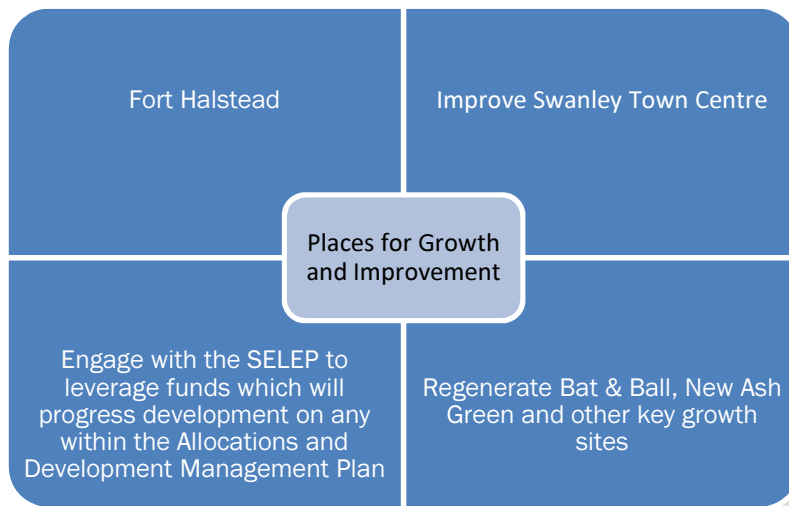 Fort Halstead
Improve Swanley Town Centre
Places for Growth
and Improvement
Engage with the SELEP to
leverage funds which will
progress development on any
within the Allocations and
Development Management Plan
Regenerate Bat & Ball, New Ash
Green and other key growth
sites